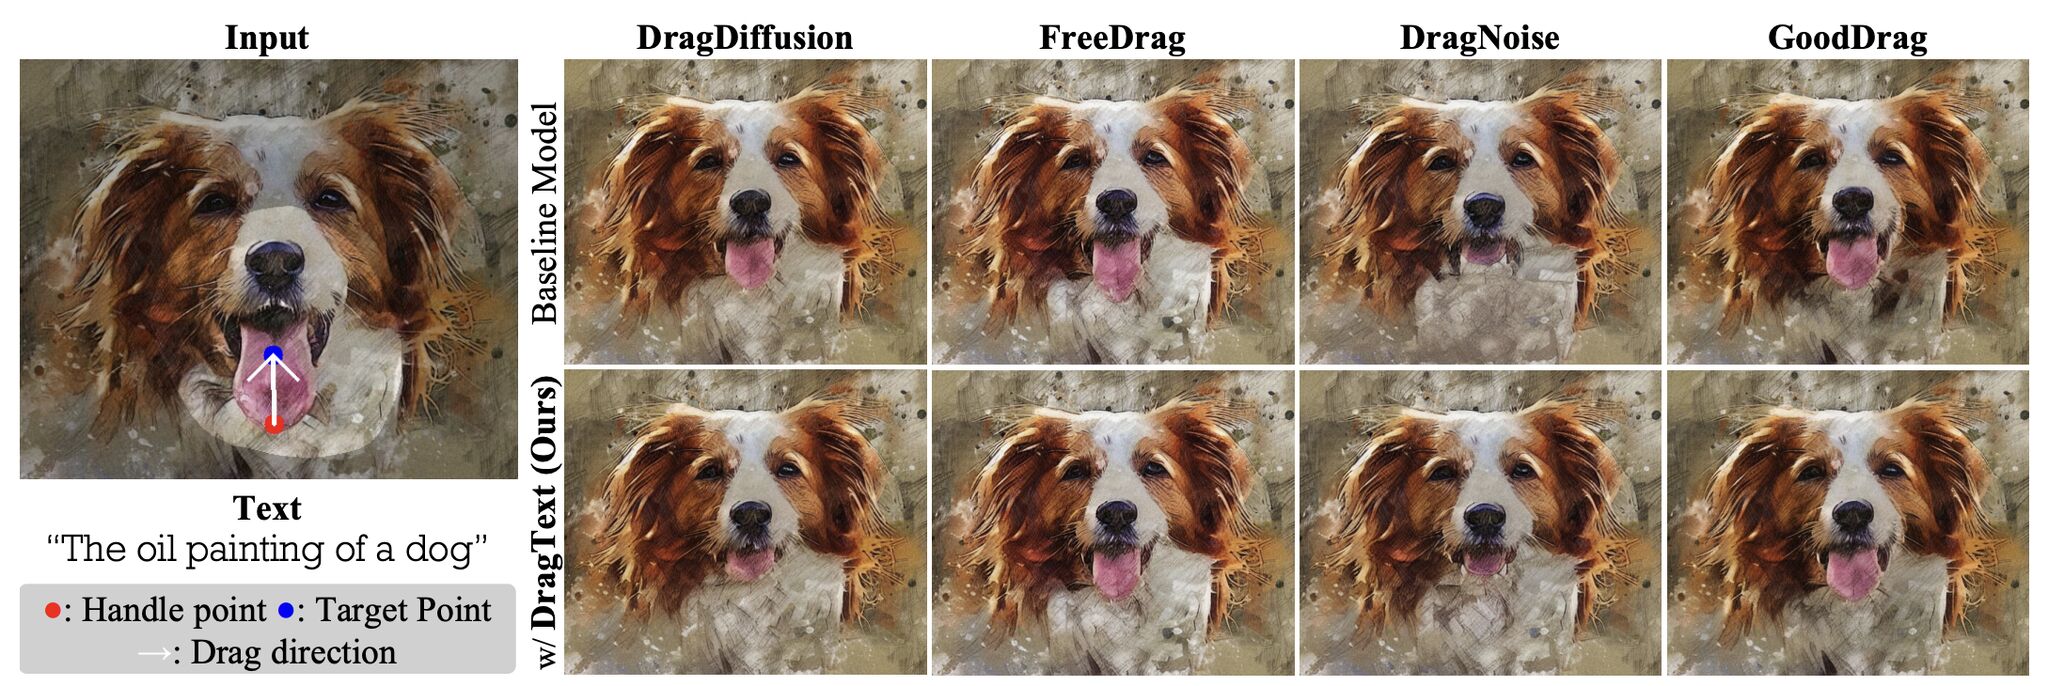 Input
DragDiffusion
FreeDrag
DragNoise
GoodDrag
Baseline Model
w/ DragText (Ours)
Text
“The oil painting of a dog”
●: Handle point ●: Target Point
→: Drag direction